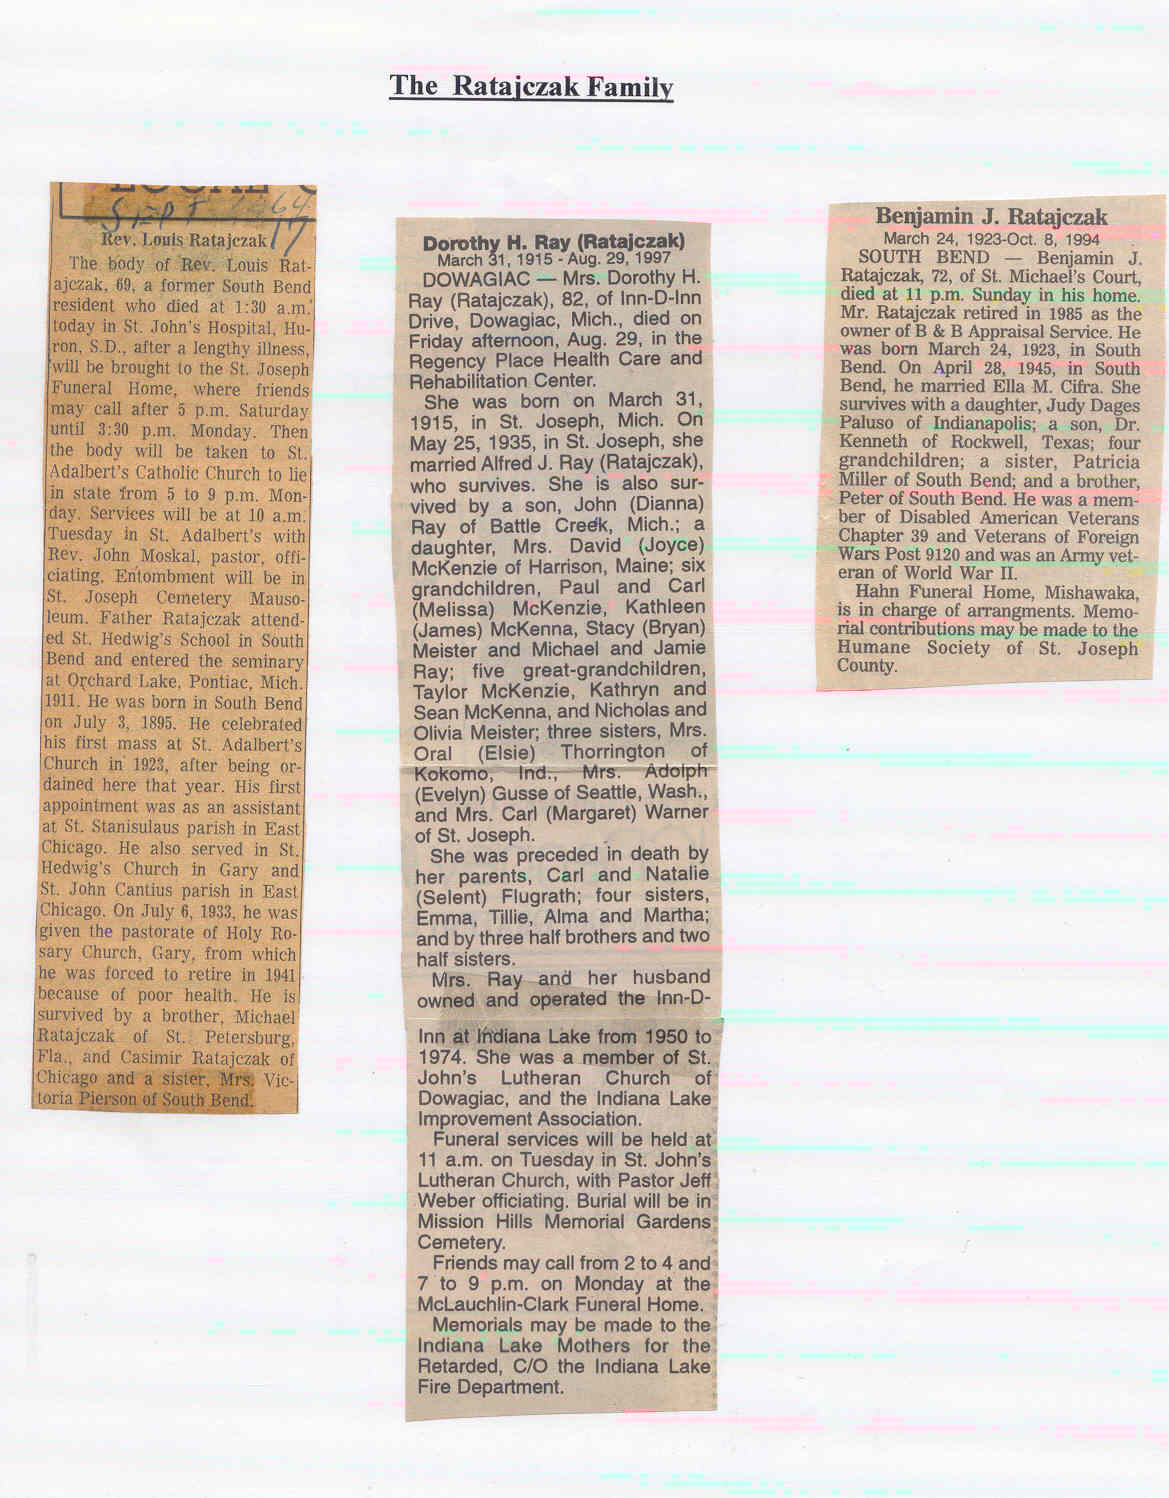 The Ratajczak Family
LOCAL
SEPT 17 64
Rev. Louis Ratajczak
The body of Rev. Louis Rat-
ajczak, 69, a former South Bend
resident who died at 1:30 a.m.
today in St. John's Hospital, Hu-
ron, S.D., after a lengthy illness,
will be brought to the St. Joseph
Funeral Home, where friends
may call after 5 p.m. Saturday
until 3:30 p.m. Monday. Then
the body will be taken to St.
Adalbert's Catholic Church to lie
in state from 5 to 9 p.m. Mon-
day. Services will be at 10 a.m.
Tuesday in St. Adalbert's with
Rev. John Moskal, pastor, offi-
ciating. Entombment will be in
St. Joseph Cemetery Mauso-
leum. Father Ratajczak attend-
ed St. Hedwig's School in South
Bend and entered the seminary
at Orchard Lake, Pontiac, Mich.
1911. He was born in South Bend
on July 3, 1895. He celebrated
his first mass at St. Adalbert's
Church in 1923, after being or-
dained here that year. His first
appointment was as an assistant
at St. Stanisulaus parish in East
Chicago. He also served in St.
Hedwig's Church in Gary and
St. John Cantius parish in East
Chicago. On July 6, 1933, he was
given the pastorate of Holy Ro-
sary Church, Gary, from which
he was forced to retire in 1941
because of poor health. He is
survived by a brother, Michael
Ratajczak of St. Petersburg,
Fla., and Casimir Ratajczak of
Chicago and a sister, Mrs. Vic-
toria Pierson of South Bend.
Dorothy H. Ray (Ratajczak)
March 31, 1915 - Aug. 29, 1997
DOWAGIAC — Mrs. Dorothy H.
Ray (Ratajczak), 82, of Inn-D-Inn
Drive, Dowagiac, Mich., died on
Friday afternoon, Aug. 29, in the
Regency Place Health Care and
Rehabilitation Center.
She was born on March 31,
1915, in St. Joseph, Mich. On
May 25, 1935, in St. Joseph, she
married Alfred J. Ray (Ratajczak),
who survives. She is also sur-
vived by a son, John (Dianna)
Ray of Battle Creek, Mich.; a
daughter, Mrs. David (Joyce)
McKenzie of Harrison, Maine; six
grandchildren, Paul and Carl
(Melissa) McKenzie, Kathleen
(James) McKenna, Stacy (Bryan)
Meister and Michael and Jamie
Ray; five great-grandchildren,
Taylor McKenzie, Kathryn and
Sean McKenna, and Nicholas and
Olivia Meister; three sisters, Mrs.
Oral (Elsie) Thorrington of
Kokomo, Ind., Mrs. Adolph
(Evelyn) Gusse of Seattle, Wash.,
and Mrs. Carl (Margaret) Warner
of St. Joseph.
She was preceded in death by
her parents, Carl and Natalie
(Selent) Flugrath; four sisters,
Emma, Tillie, Alma and Martha;
and by three half brothers and two
half sisters.
Mrs. Ray and her husband
owned and operated the Inn-D-
Inn at Indiana Lake from 1950 to
1974. She was a member of St.
John's Lutheran Church of
Dowagiac, and the Indiana Lake
Improvement Association.
Funeral services will be held at
11 a.m. on Tuesday in St. John's
Lutheran Church, with Pastor Jeff
Weber officiating. Burial will be in
Mission Hills Memorial Gardens
Cemetery.
Friends may call from 2 to 4 and
7 to 9 p.m. on Monday at the
McLauchlin-Clark Funeral Home.
Memorials may be made to the
Indiana Lake Mothers for the
Retarded, C/O the Indiana Lake
Fire Department.
Benjamin J. Ratajczak
March 24, 1923-Oct. 8, 1994
SOUTH BEND — Benjamin J.
Ratajczak, 72, of St. Michael's Court,
died at 11 p.m. Sunday in his home.
Mr. Ratajczak retired in 1985 as the
owner of B & B Appraisal Service. He
was born March 24, 1923, in South
Bend. On April 28, 1945, in South
Bend, he married Ella M. Cifra. She
survives with a daughter, Judy Dages
Paluso of Indianapolis; a son, Dr.
Kenneth of Rockwell, Texas; four
grandchildren; a sister, Patricia
Miller of South Bend; and a brother,
Peter of South Bend. He was a mem-
ber of Disabled American Veterans
Chapter 39 and Veterans of Foreign
Wars Post 9120 and was an Army vet-
eran of World War II.
Hahn Funeral Home, Mishawaka,
is in charge of arrangments. Memo-
rial contributions may be made to the
Humane Society of St. Joseph
County.